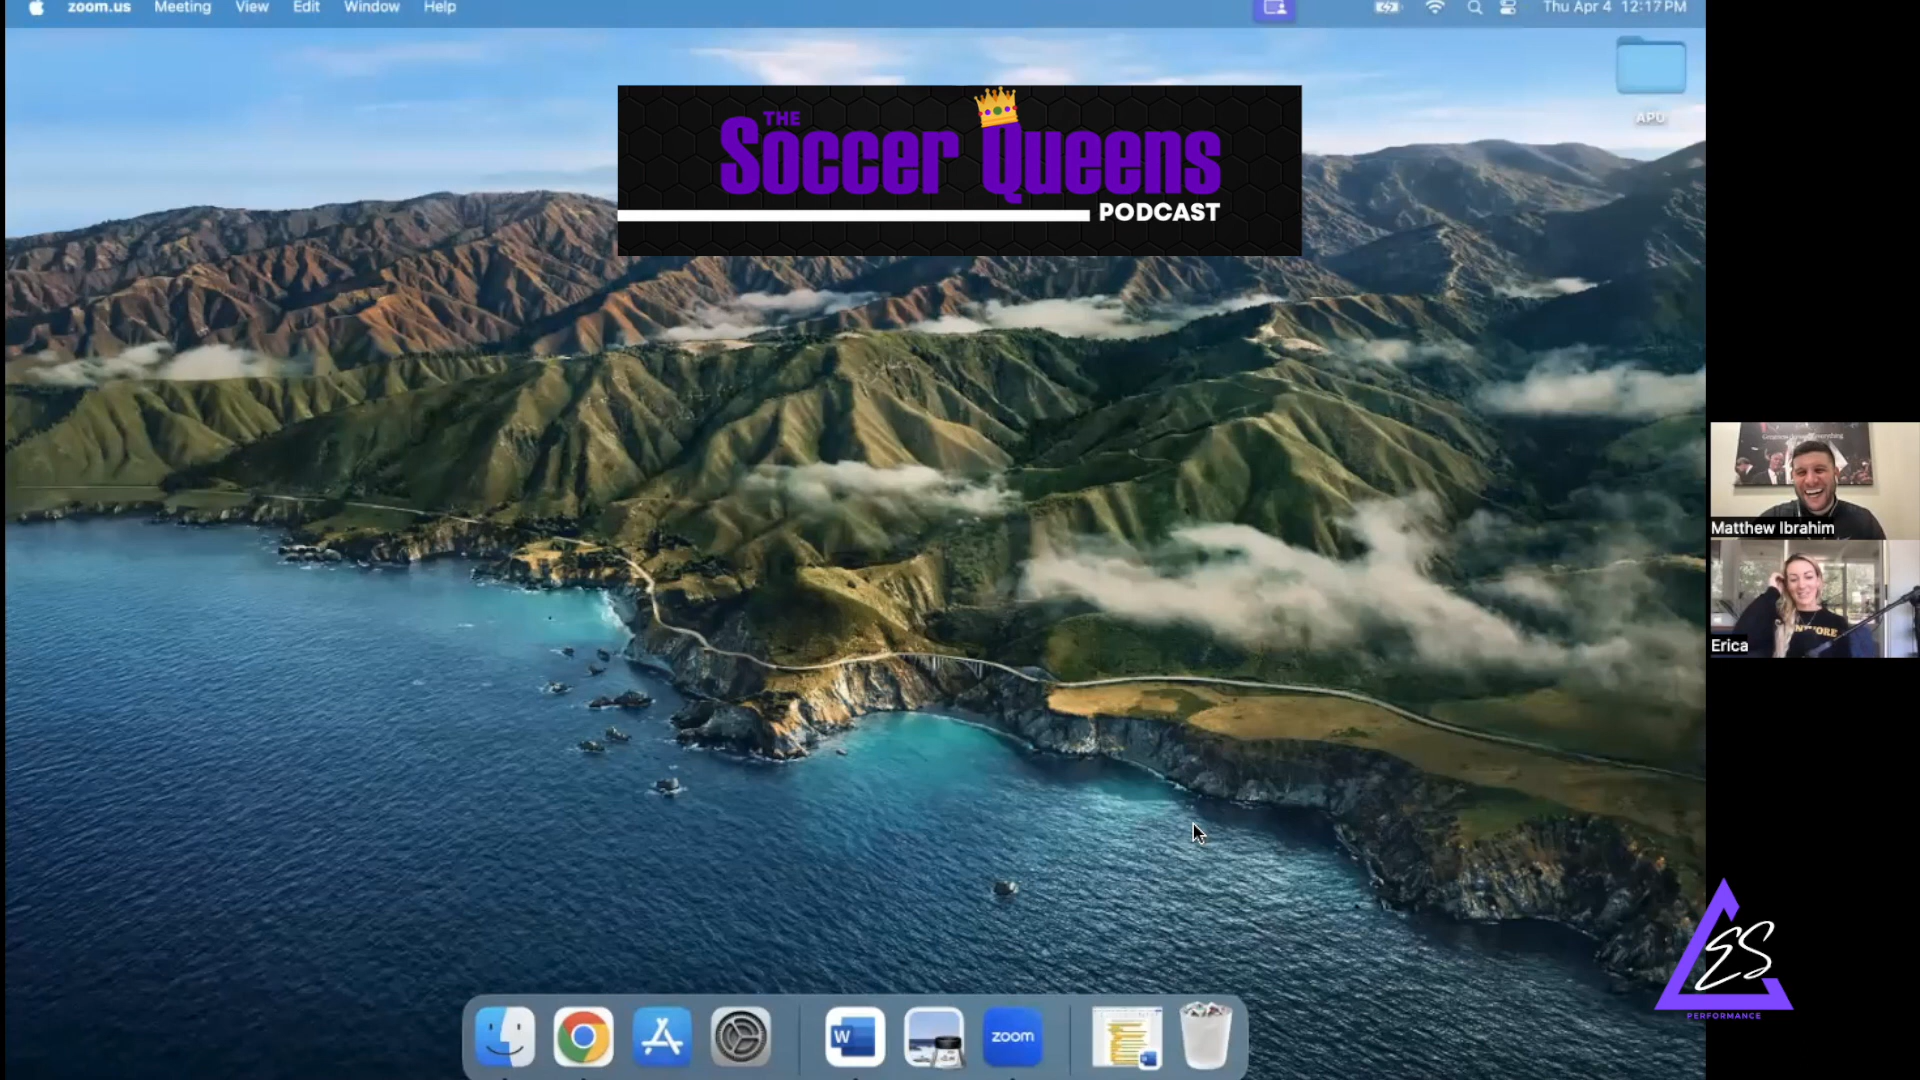 zoom.us Meeting View Edit Window Help Thu Apr 4 12:17 PM
APU
THE
Soccer Queens
PODCAST
Matthew Ibrahim
Erica
W
zoom
ES
PERFORMANCE